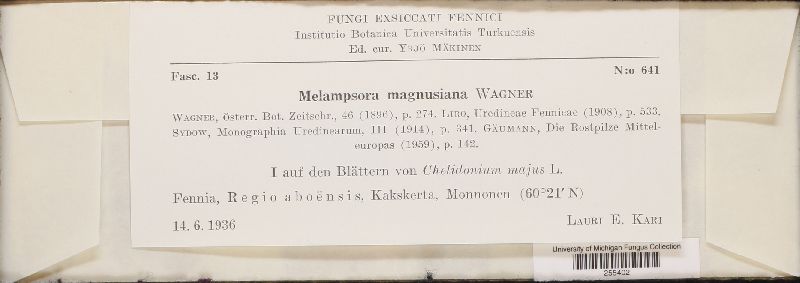 FUNGI EXSICCATI FENNICI
Institutio Botanica Universitatis Turkuensis
Ed. cur. YRJÖ MÄKINEN
Fasc. 13 N:o 641
Melampsora magnusiana WAGNER
WAGNER, Österr. Bot. Zeitschr., 46 (1896), p. 274. LIRO, Uredineae Fennicae (1908), p. 533.
SYDOW, Monographia Uredinearum, III (1914), p. 341. GÄUMANN, Die Rostpilze Mittel-
europas (1959), p. 142.
I auf den Blättern von Chelidonium majus L.
Fennia, Regio aboënsis, Kakskerta, Monnonen (60°21′ N)
14. 6. 1936 LAURI E. KARI
University of Michigan Fungus Collection
255402